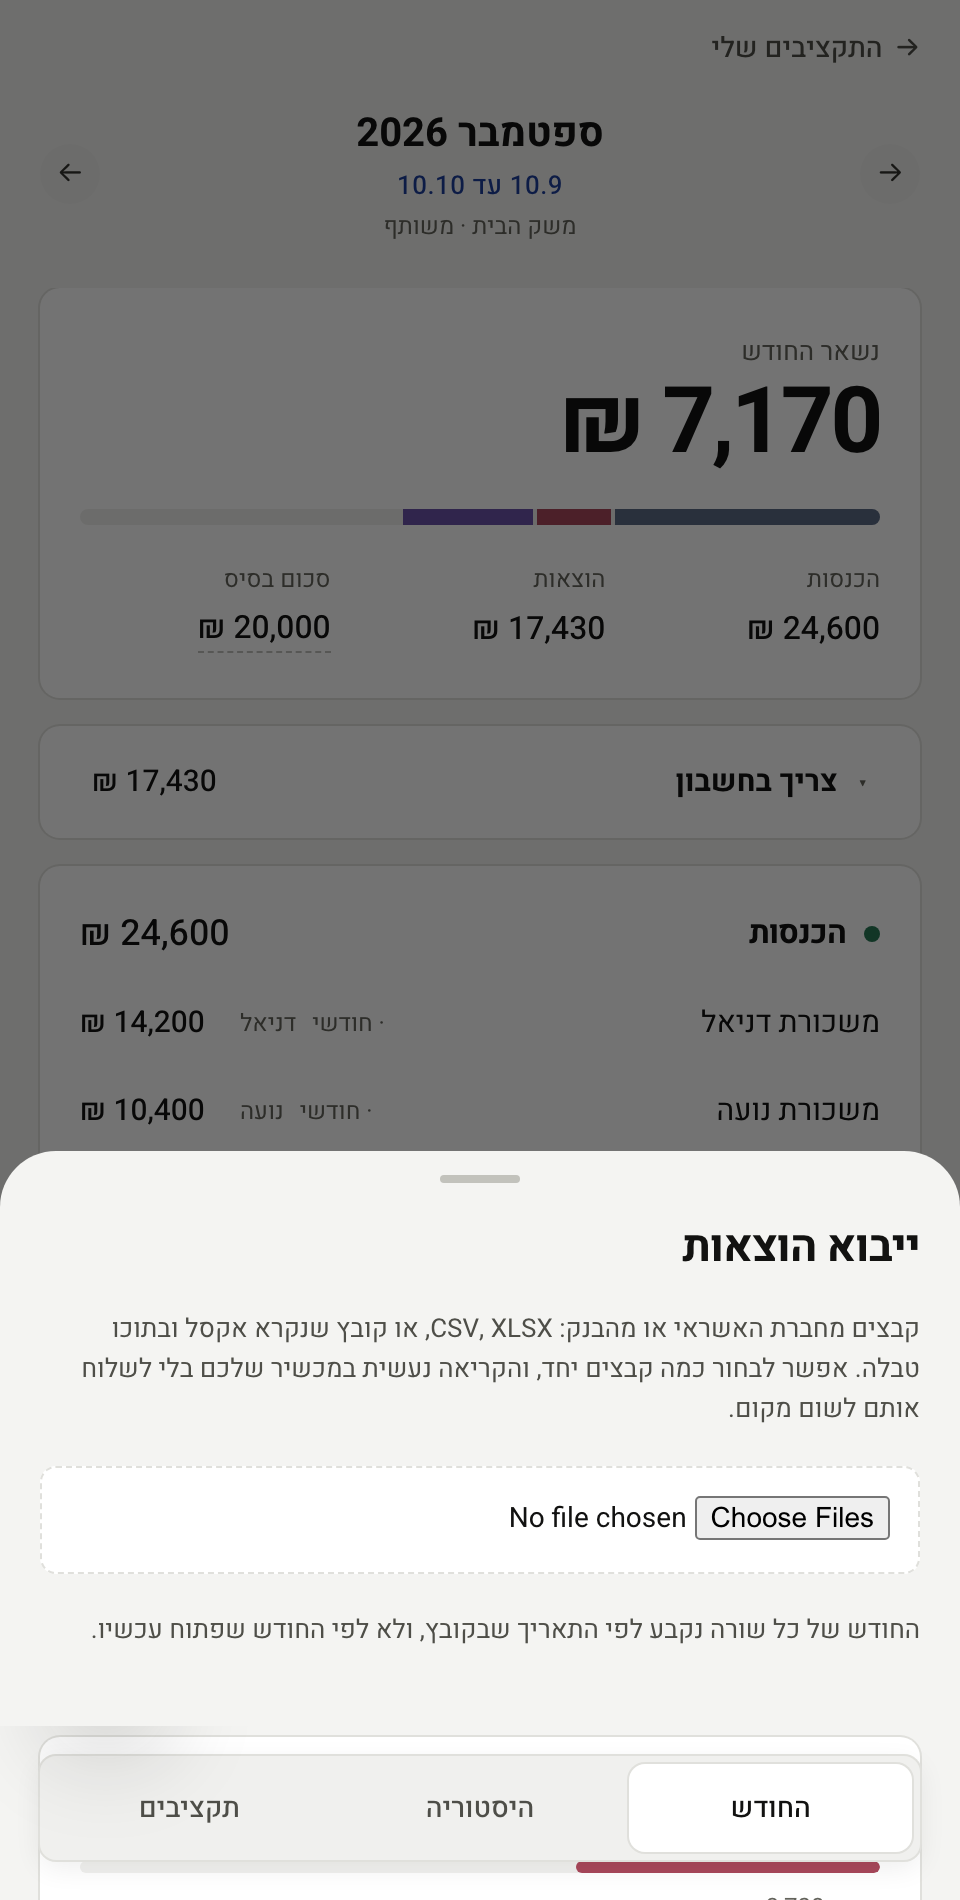 התקציבים שלי
ספטמבר 2026
10.9 עד 10.10
משק הבית · משותף
נשאר החודש
7,170 ₪
הכנסות הוצאות סכום בסיס
24,600 ₪ 17,430 ₪ 20,000 ₪
צריך בחשבון 17,430 ₪
הכנסות 24,600 ₪
משכורת דניאל · חודשי דניאל 14,200 ₪
משכורת נועה · חודשי נועה 10,400 ₪
ייבוא הוצאות
קבצים מחברת האשראי או מהבנק: CSV, XLSX, או קובץ שנקרא אקסל ובתוכו
טבלה. אפשר לבחור כמה קבצים יחד, והקריאה נעשית במכשיר שלכם בלי לשלוח
אותם לשום מקום.
Choose Files No file chosen
החודש של כל שורה נקבע לפי התאריך שבקובץ, ולא לפי החודש שפתוח עכשיו.
החודש היסטוריה תקציבים